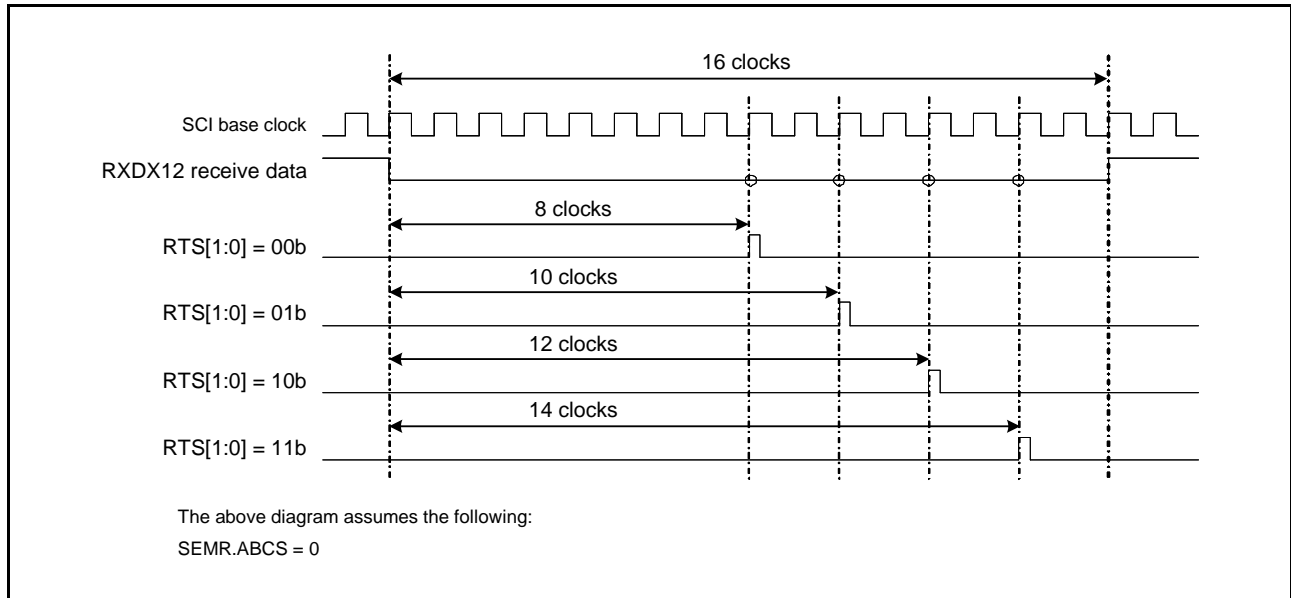 16 clocks
SCI base clock
RXDX12 receive data
8 clocks
RTS[1:0] = 00b
10 clocks
RTS[1:0] = 01b
12 clocks
RTS[1:0] = 10b
14 clocks
RTS[1:0] = 11b
The above diagram assumes the following:
SEMR.ABCS = 0